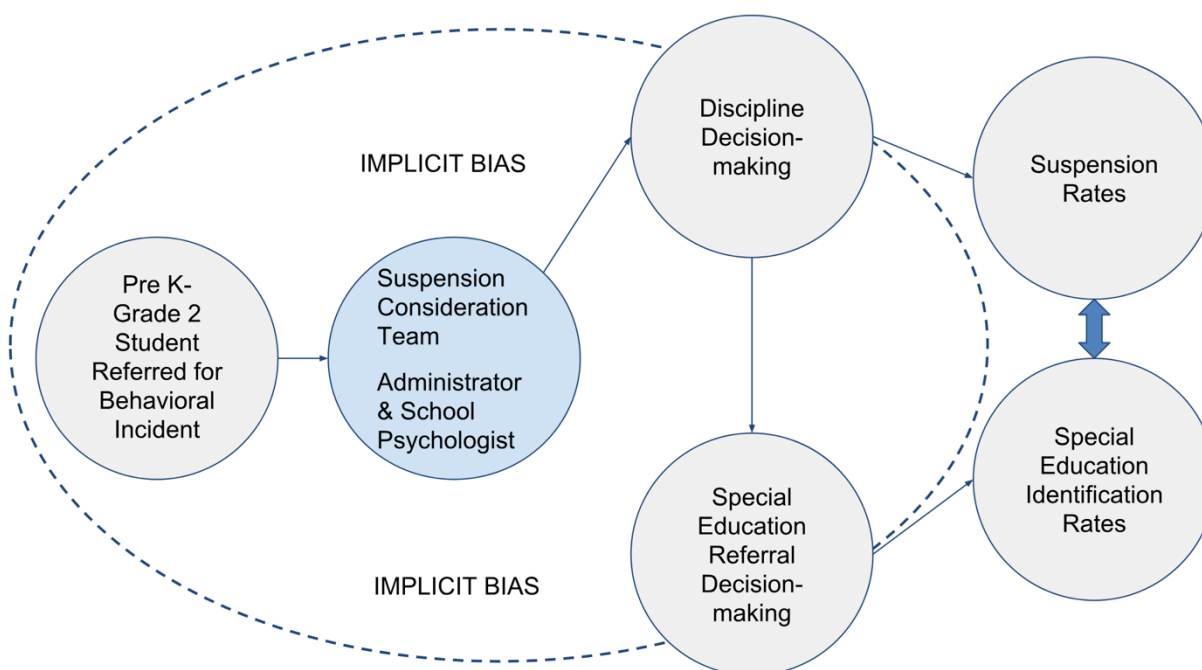 IMPLICIT BIAS
Pre K-
Grade 2
Student
Referred for
Behavioral
Incident
Suspension
Consideration
Team
Administrator
& School
Psychologist
Discipline
Decision-
making
Suspension
Rates
Special
Education
Referral
Decision-
making
Special
Education
Identification
Rates
IMPLICIT BIAS